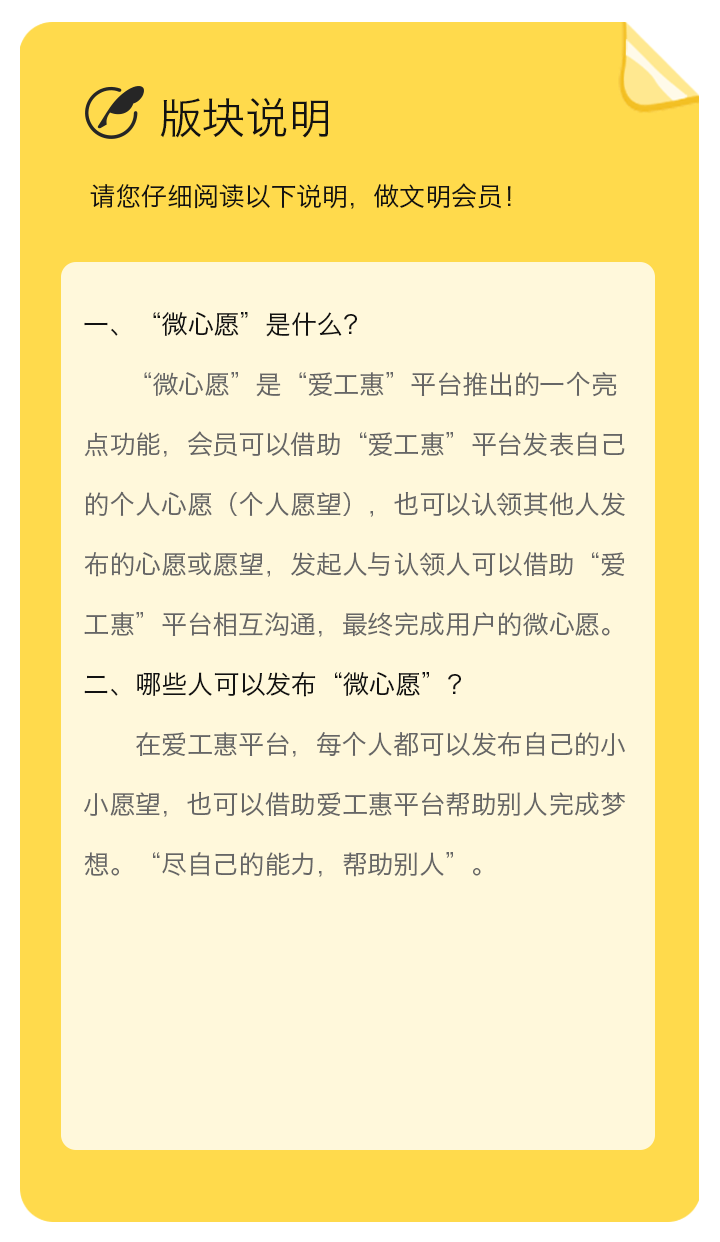 版块说明
请您仔细阅读以下说明，做文明会员！
一、“微心愿”是什么？
“微心愿”是“爱工惠”平台推出的一个亮
点功能，会员可以借助“爱工惠”平台发表自己
的个人心愿（个人愿望），也可以认领其他人发
布的心愿或愿望，发起人与认领人可以借助“爱
工惠”平台相互沟通，最终完成用户的微心愿。
二、哪些人可以发布“微心愿”？
在爱工惠平台，每个人都可以发布自己的小
小愿望，也可以借助爱工惠平台帮助别人完成梦
想。“尽自己的能力，帮助别人”。